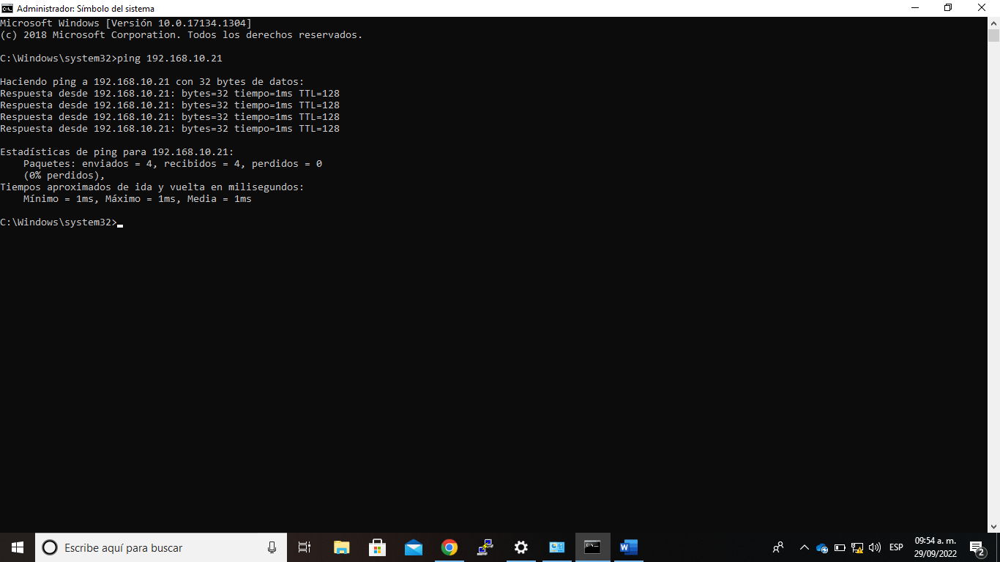 Administrador: Símbolo del sistema
Microsoft Windows [Versión 10.0.17134.1304]
(c) 2018 Microsoft Corporation. Todos los derechos reservados.
C:\Windows\system32>ping 192.168.10.21
Haciendo ping a 192.168.10.21 con 32 bytes de datos:
Respuesta desde 192.168.10.21: bytes=32 tiempo=1ms TTL=128
Respuesta desde 192.168.10.21: bytes=32 tiempo=1ms TTL=128
Respuesta desde 192.168.10.21: bytes=32 tiempo=1ms TTL=128
Respuesta desde 192.168.10.21: bytes=32 tiempo=1ms TTL=128
Estadísticas de ping para 192.168.10.21:
    Paquetes: enviados = 4, recibidos = 4, perdidos = 0
    (0% perdidos),
Tiempos aproximados de ida y vuelta en milisegundos:
    Mínimo = 1ms, Máximo = 1ms, Media = 1ms
C:\Windows\system32>
Escribe aquí para buscar
ESP
09:54 a. m.
29/09/2022
2